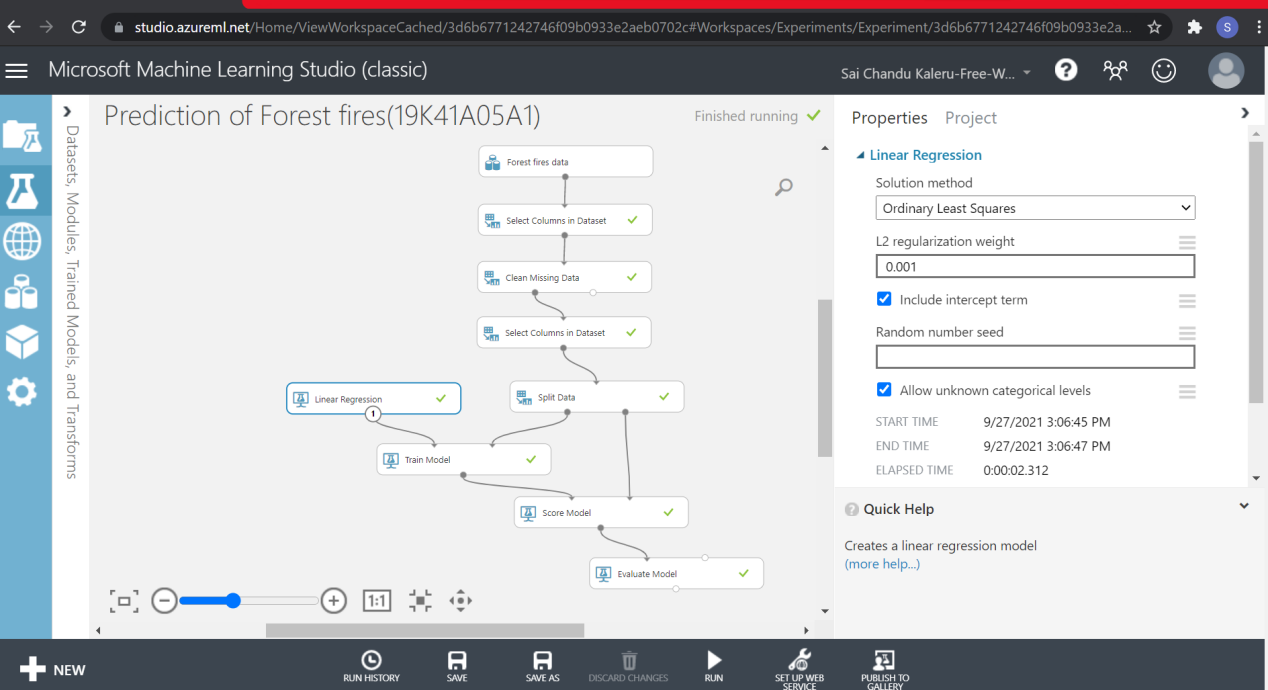 studio.azureml.net/Home/ViewWorkspaceCached/3d6b6771242746f09b0933e2aeb0702c#Workspaces/Experiments/Experiment/3d6b6771242746f09b0933e2a...
S
Microsoft Machine Learning Studio (classic)
Sai Chandu Kaleru-Free-W...
?
Datasets, Modules, Trained Models, and Transforms
Prediction of Forest fires(19K41A05A1)
Finished running
Forest fires data
Select Columns in Dataset
Clean Missing Data
Select Columns in Dataset
Linear Regression
1
Split Data
Train Model
Score Model
Evaluate Model
1:1
Properties Project
Linear Regression
Solution method
Ordinary Least Squares
L2 regularization weight
0.001
Include intercept term
Random number seed
Allow unknown categorical levels
START TIME 9/27/2021 3:06:45 PM
END TIME 9/27/2021 3:06:47 PM
ELAPSED TIME 0:00:02.312
? Quick Help
Creates a linear regression model
(more help...)
NEW
RUN HISTORY
SAVE
SAVE AS
DISCARD CHANGES
RUN
SET UP WEB
SERVICE
PUBLISH TO
GALLERY